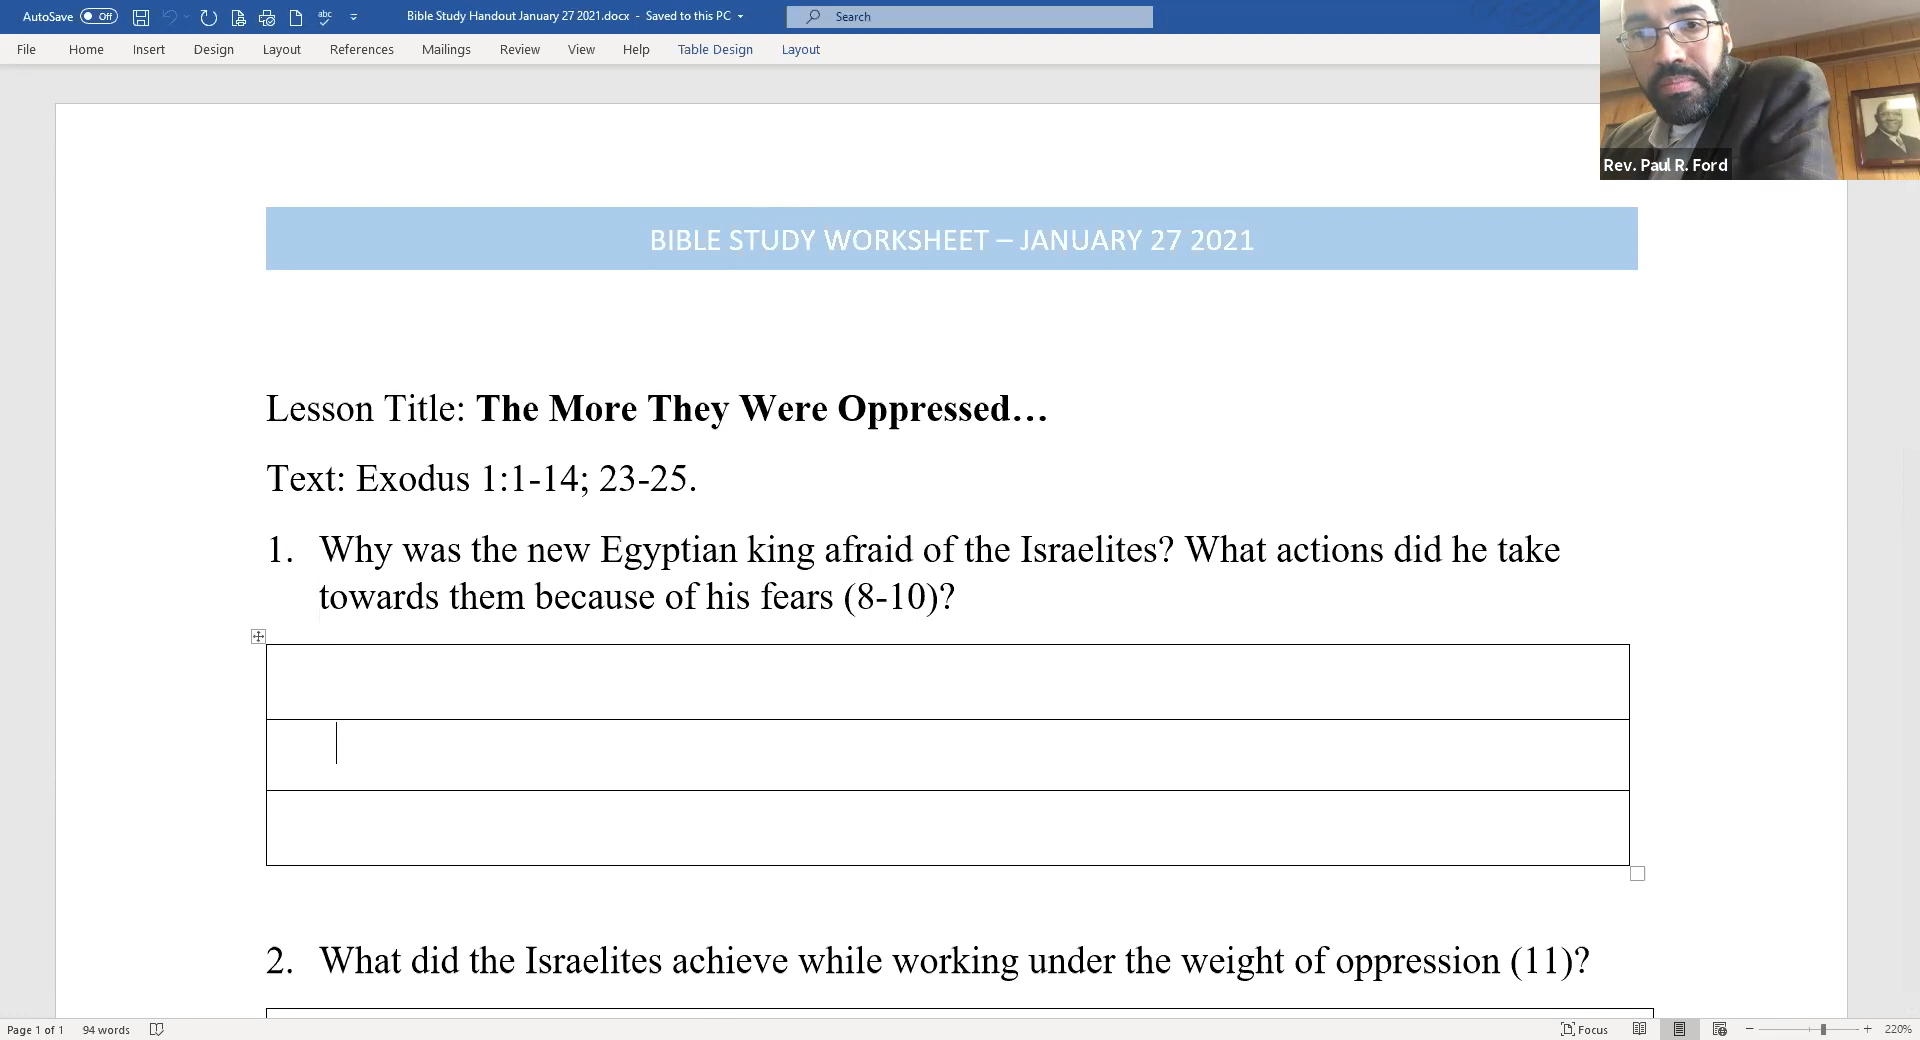 AutoSave Off Bible Study Handout January 27 2021.docx - Saved to this PC Search
File Home Insert Design Layout References Mailings Review View Help Table Design Layout
Rev. Paul R. Ford
BIBLE STUDY WORKSHEET – JANUARY 27 2021
Lesson Title: The More They Were Oppressed…
Text: Exodus 1:1-14; 23-25.
1. Why was the new Egyptian king afraid of the Israelites? What actions did he take
towards them because of his fears (8-10)?
2. What did the Israelites achieve while working under the weight of oppression (11)?
Page 1 of 1 94 words Focus 220%